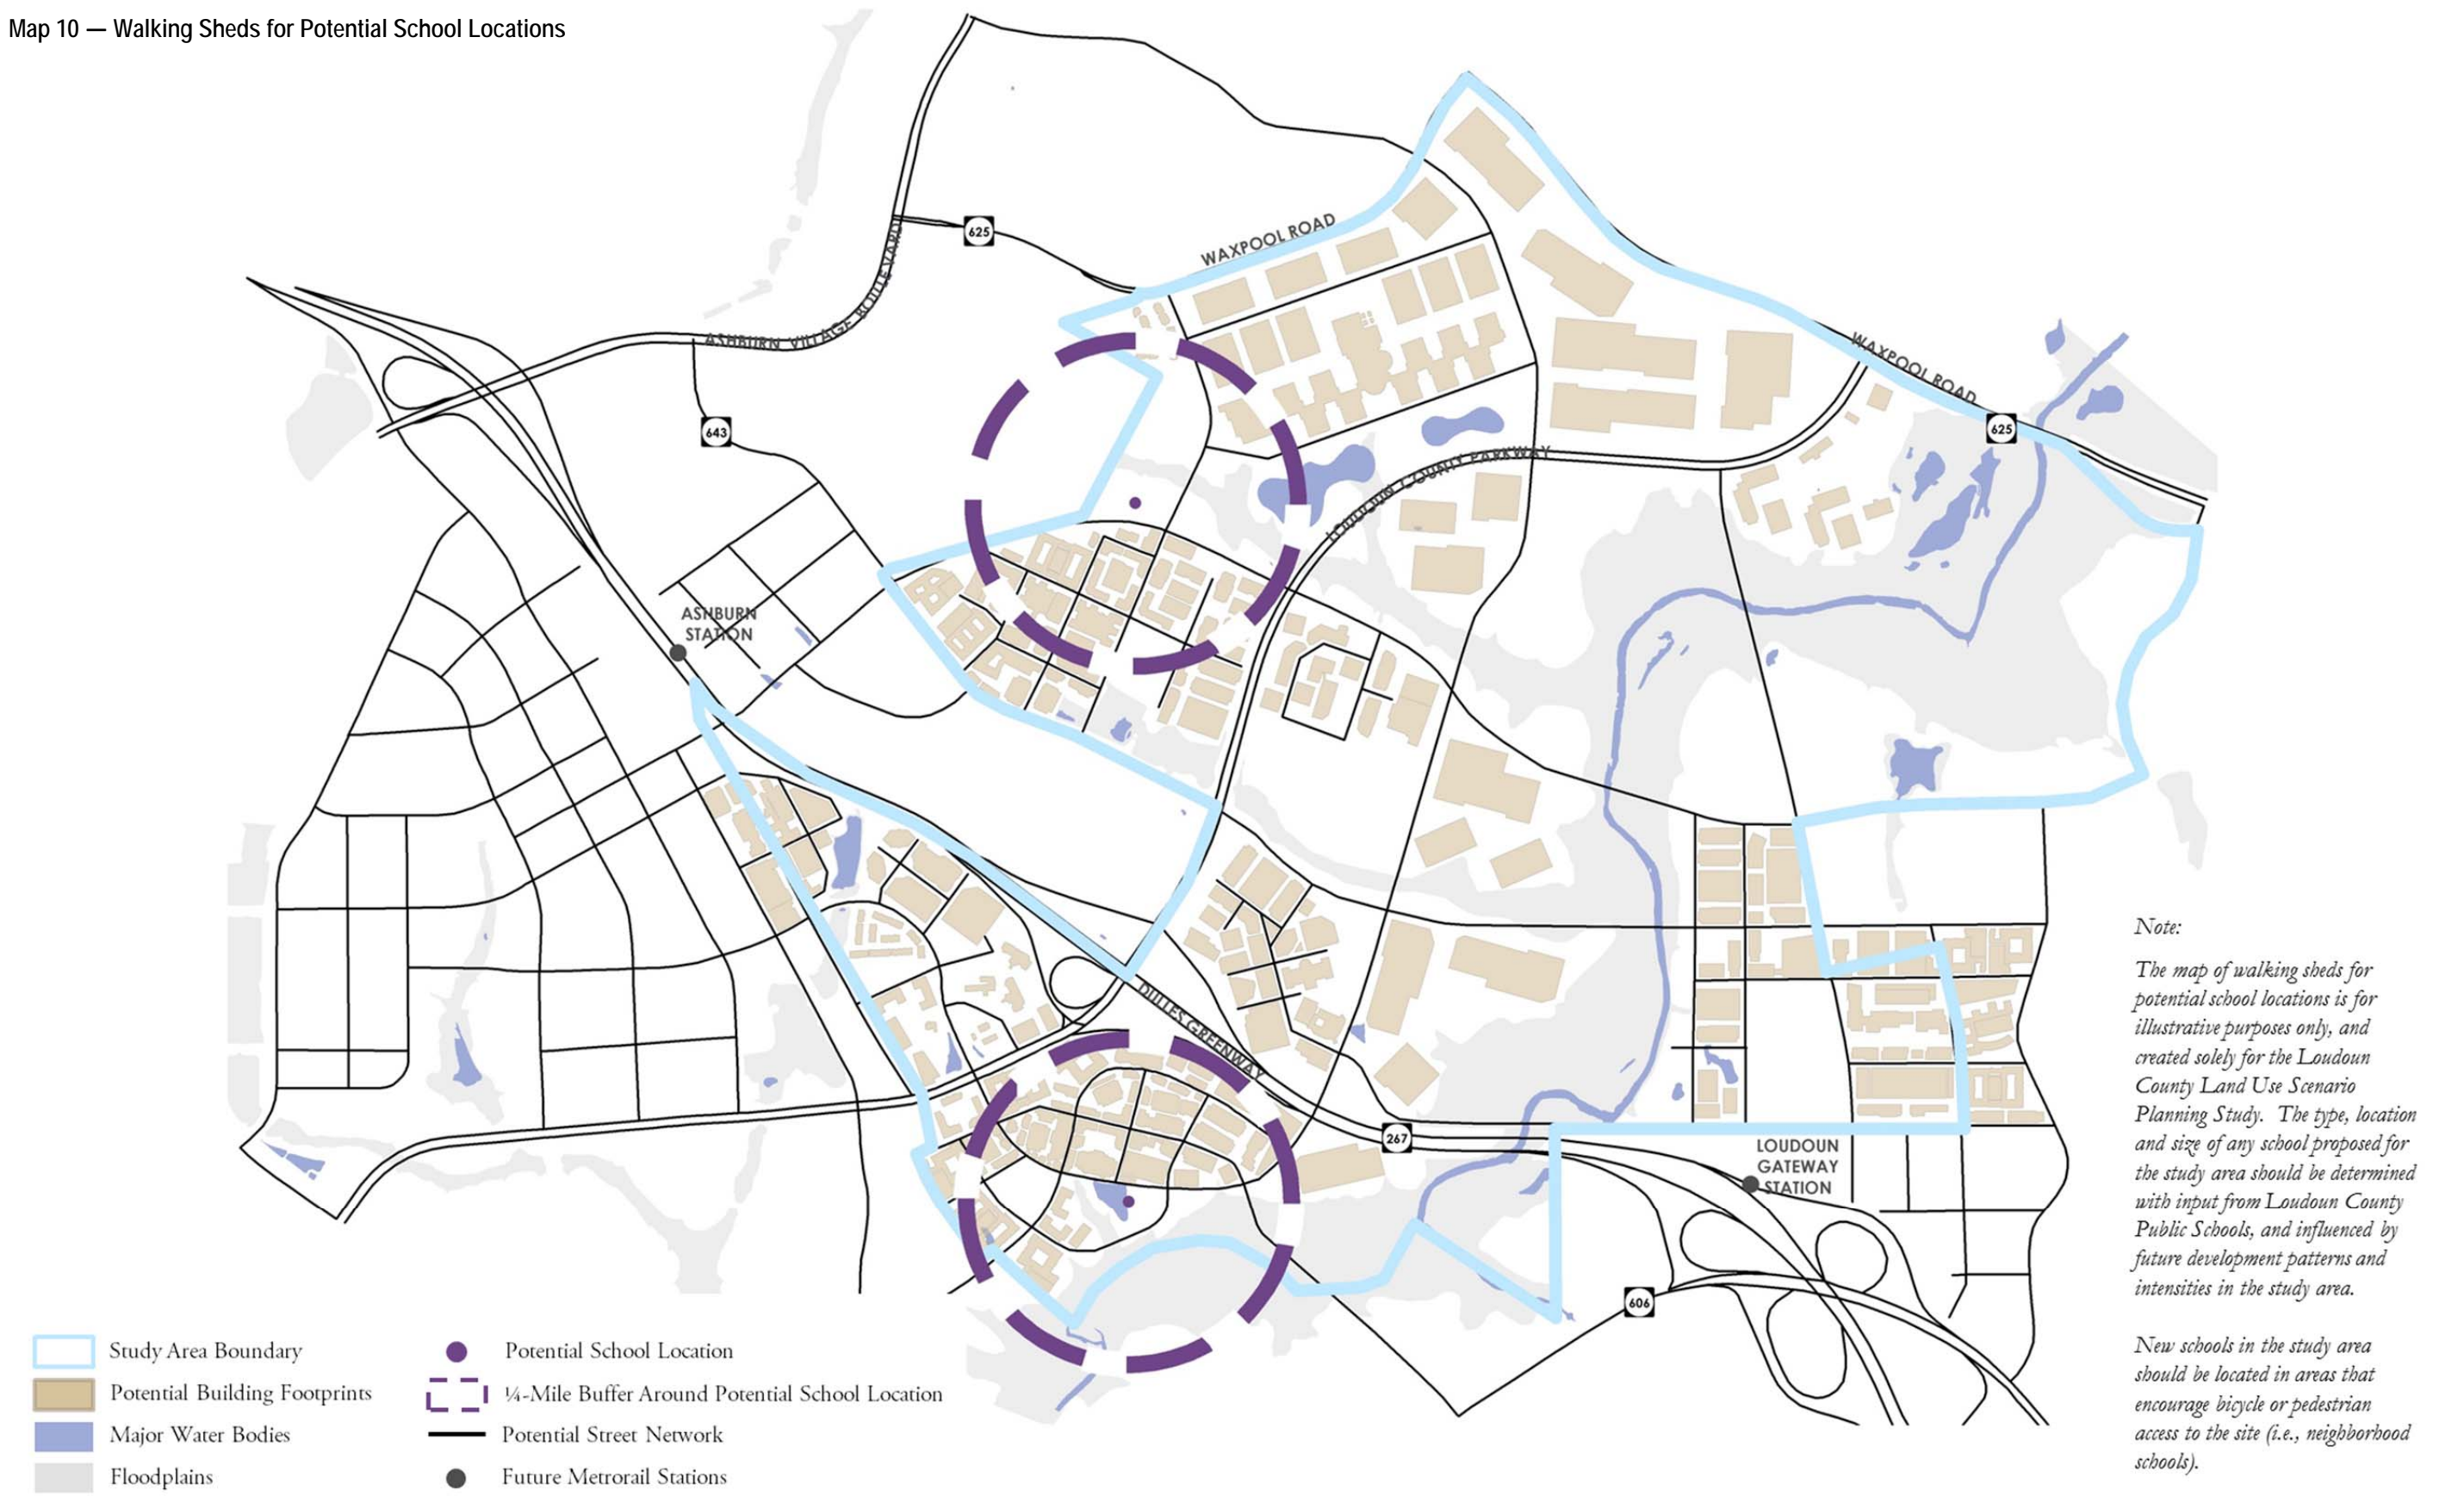 Map 10 — Walking Sheds for Potential School Locations
WAXPOOL ROAD
625
ASHBURN VILLAGE BOULEVARD
WAXPOOL ROAD
625
643
LOUDOUN COUNTY PARKWAY
ASHBURN
STATION
DULLES GREENWAY
267
LOUDOUN
GATEWAY
STATION
606
Note:
The map of walking sheds for
potential school locations is for
illustrative purposes only, and
created solely for the Loudoun
County Land Use Scenario
Planning Study. The type, location
and size of any school proposed for
the study area should be determined
with input from Loudoun County
Public Schools, and influenced by
future development patterns and
intensities in the study area.
New schools in the study area
should be located in areas that
encourage bicycle or pedestrian
access to the site (i.e., neighborhood
schools).
Study Area Boundary
Potential Building Footprints
Major Water Bodies
Floodplains
Potential School Location
¼-Mile Buffer Around Potential School Location
Potential Street Network
Future Metrorail Stations